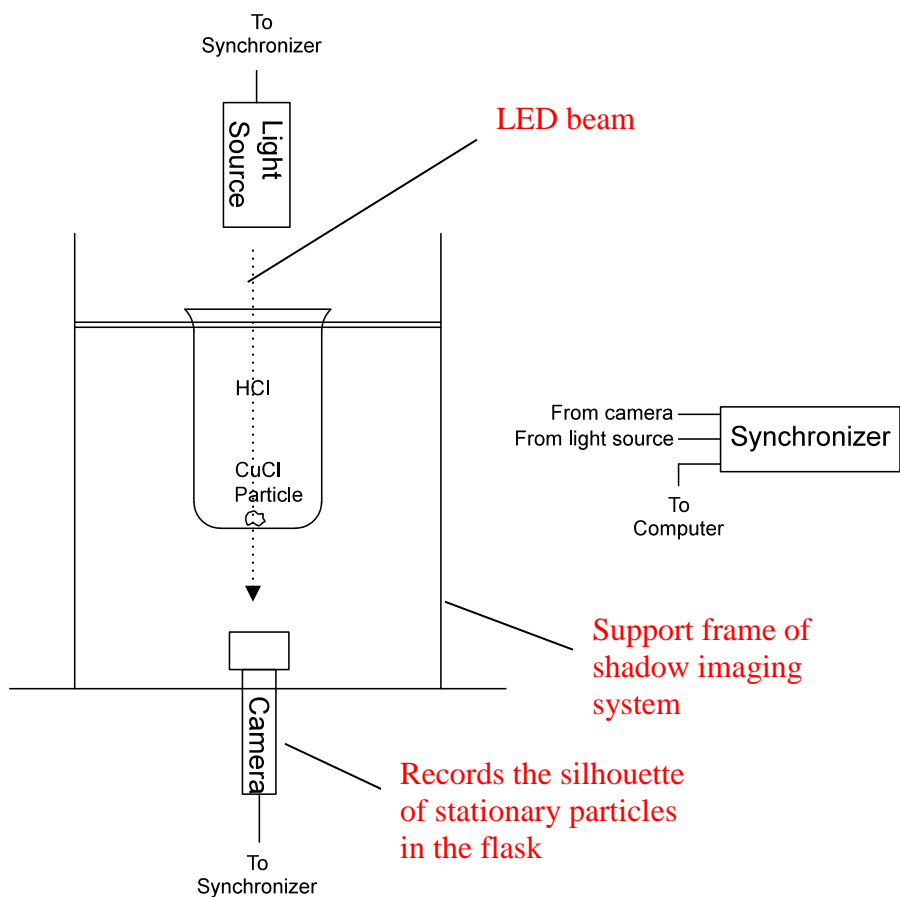 To
Synchronizer
Light
Source
LED beam
HCl
CuCl
Particle
From camera
From light source
Synchronizer
To
Computer
Support frame of
shadow imaging
system
Camera
Records the silhouette
of stationary particles
in the flask
To
Synchronizer